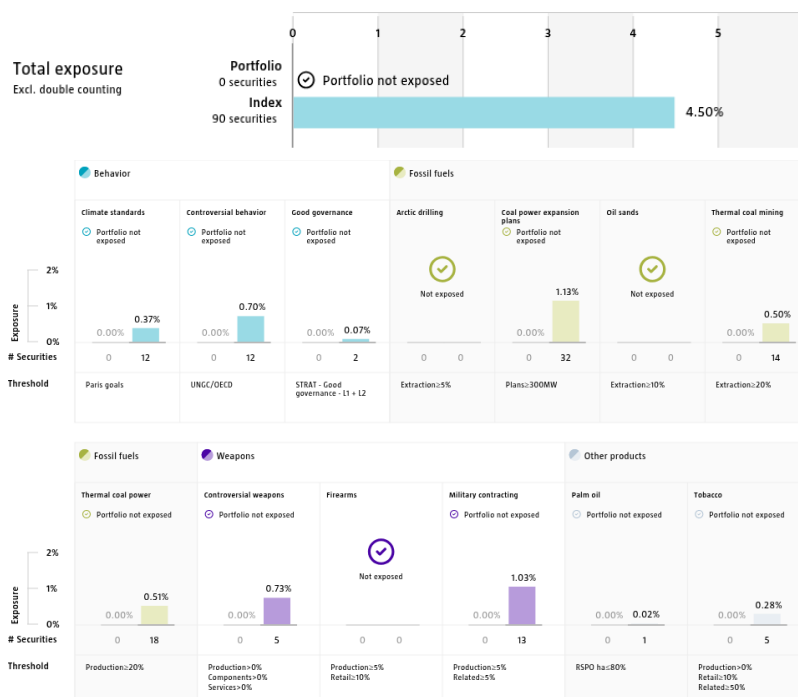 0 1 2 3 4 5
Total exposure
Excl. double counting
Portfolio
0 securities
Portfolio not exposed
Index
90 securities
4.50%
Behavior
Fossil fuels
Climate standards
Portfolio not
exposed
Controversial behavior
Portfolio not
exposed
Good governance
Portfolio not
exposed
Arctic drilling
Not exposed
Coal power expansion
plans
Portfolio not
exposed
Oil sands
Not exposed
Thermal coal mining
Portfolio not
exposed
Exposure
2%
1%
0%
0.00% 0.37%
0.00% 0.70%
0.00% 0.07%
0.00% 1.13%
0.00% 0.50%
# Securities 0 12 0 12 0 2 0 0 0 32 0 0 0 14
Threshold
Paris goals
UNGC/OECD
STRAT - Good
governance - L1 + L2
Extraction≥5%
Plans≥300MW
Extraction≥10%
Extraction≥20%
Fossil fuels
Weapons
Other products
Thermal coal power
Portfolio not exposed
Controversial weapons
Portfolio not exposed
Firearms
Not exposed
Military contracting
Portfolio not exposed
Palm oil
Portfolio not exposed
Tobacco
Portfolio not exposed
Exposure
2%
1%
0%
0.00% 0.51%
0.00% 0.73%
0.00% 1.03%
0.00% 0.02%
0.00% 0.28%
# Securities 0 18 0 5 0 0 0 13 0 1 0 5
Threshold
Production≥20%
Production>0%
Components>0%
Services>0%
Production≥5%
Retail≥10%
Production≥5%
Related≥5%
RSPO ha≤80%
Production>0%
Retail≥10%
Related≥50%